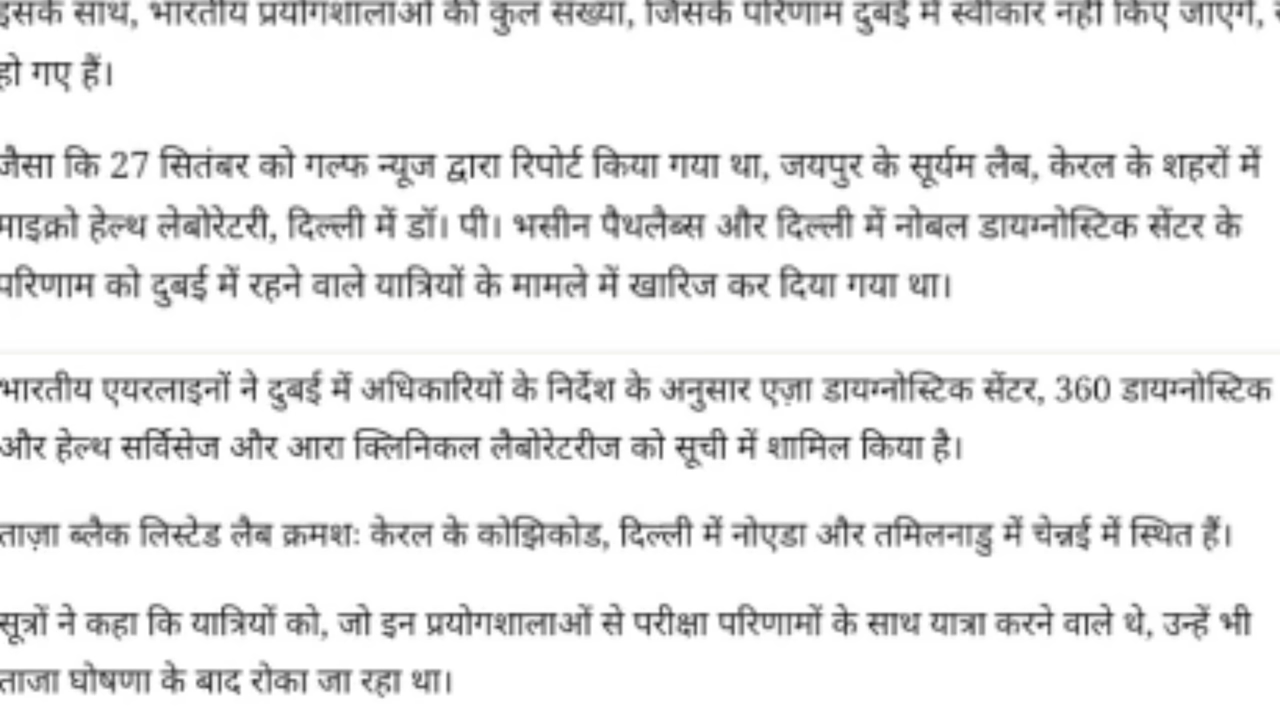 इसके साथ, भारतीय प्रयोगशालाओं की कुल संख्या, जिसके परिणाम दुबई में स्वीकार नहीं किए जाएंगे,
हो गए हैं।
जैसा कि 27 सितंबर को गल्फ न्यूज द्वारा रिपोर्ट किया गया था, जयपुर के सूर्यम लैब, केरल के शहरों में
माइक्रो हेल्थ लेबोरेटरी, दिल्ली में डॉ। पी। भसीन पैथलैब्स और दिल्ली में नोबल डायग्नोस्टिक सेंटर के
परिणाम को दुबई में रहने वाले यात्रियों के मामले में खारिज कर दिया गया था।
भारतीय एयरलाइनों ने दुबई में अधिकारियों के निर्देश के अनुसार एज़ा डायग्नोस्टिक सेंटर, 360 डायग्नोस्टिक
और हेल्थ सर्विसेज और आरा क्लिनिकल लैबोरेटरीज को सूची में शामिल किया है।
ताज़ा ब्लैक लिस्टेड लैब क्रमशः केरल के कोझिकोड, दिल्ली में नोएडा और तमिलनाडु में चेन्नई में स्थित हैं।
सूत्रों ने कहा कि यात्रियों को, जो इन प्रयोगशालाओं से परीक्षा परिणामों के साथ यात्रा करने वाले थे, उन्हें भी
ताजा घोषणा के बाद रोका जा रहा था।